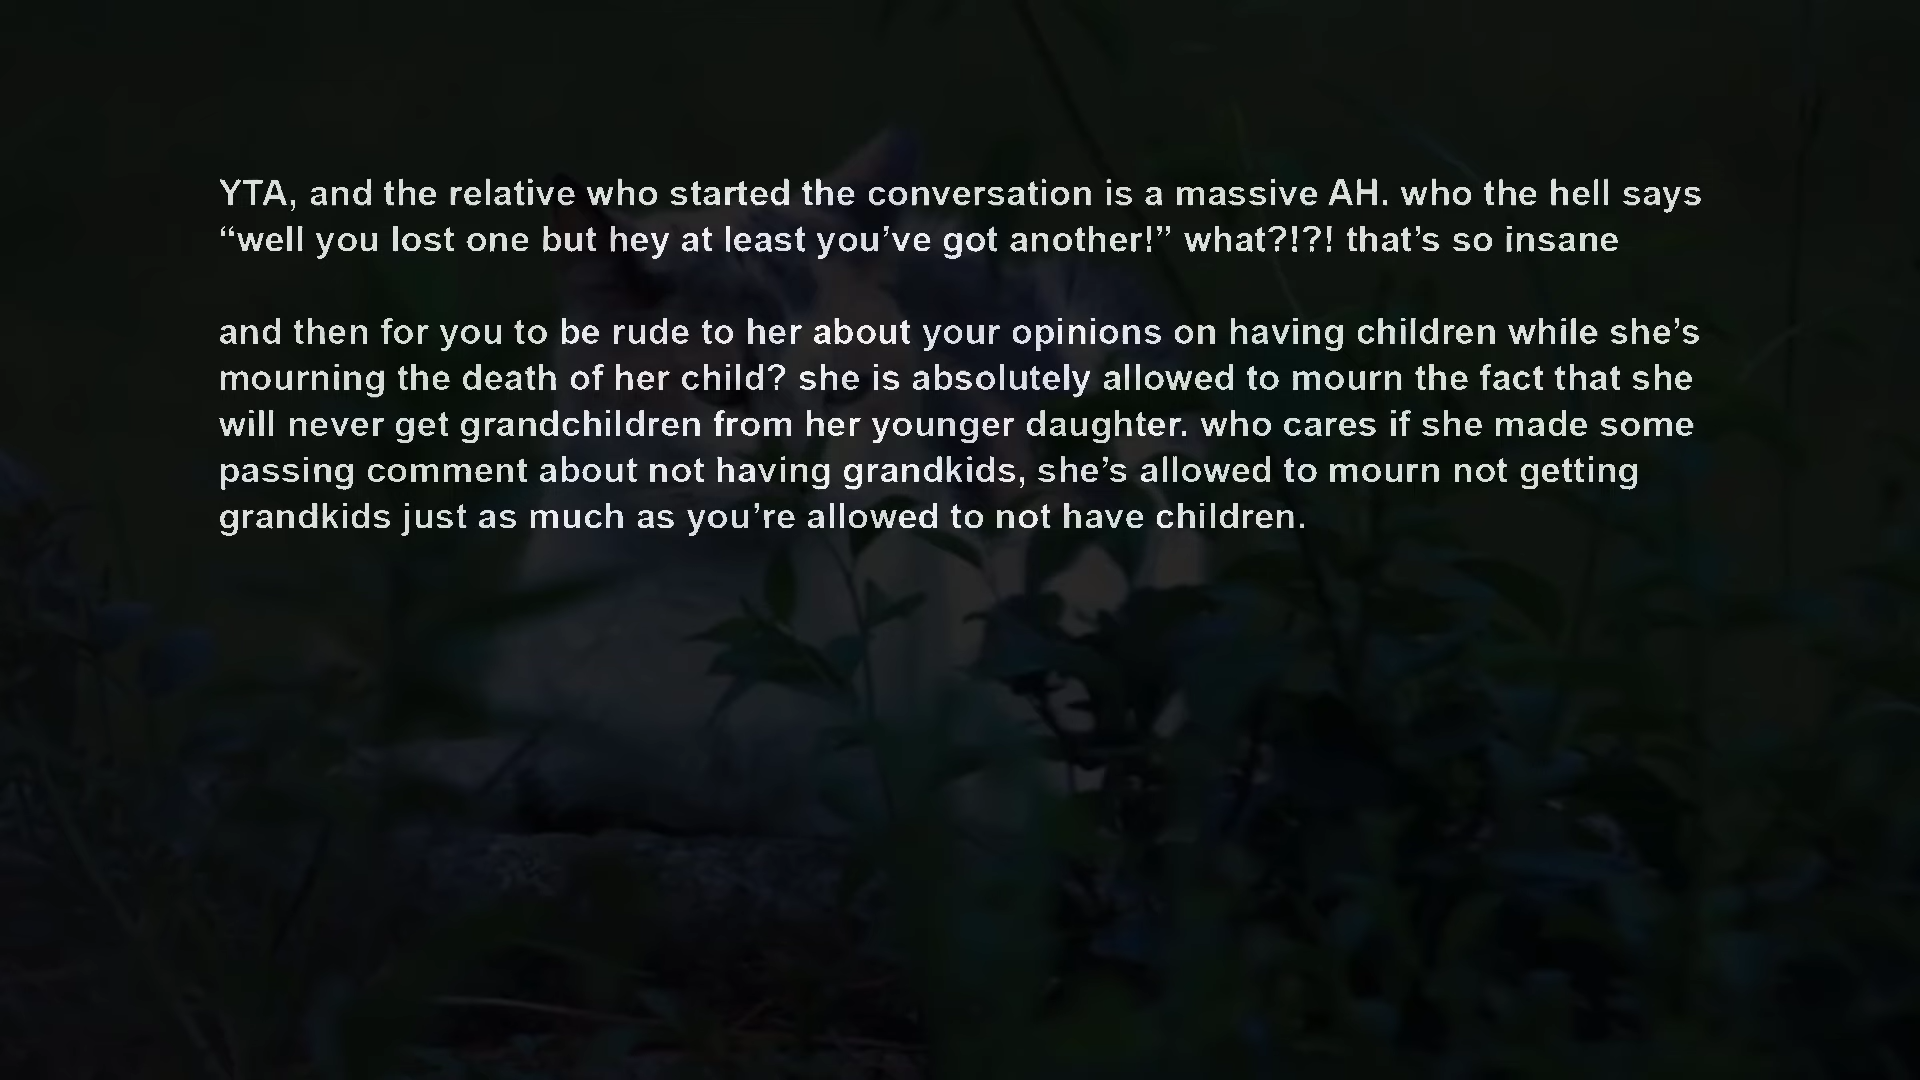 YTA, and the relative who started the conversation is a massive AH. who the hell says
“well you lost one but hey at least you’ve got another!” what?!?! that’s so insane
and then for you to be rude to her about your opinions on having children while she’s
mourning the death of her child? she is absolutely allowed to mourn the fact that she
will never get grandchildren from her younger daughter. who cares if she made some
passing comment about not having grandkids, she’s allowed to mourn not getting
grandkids just as much as you’re allowed to not have children.